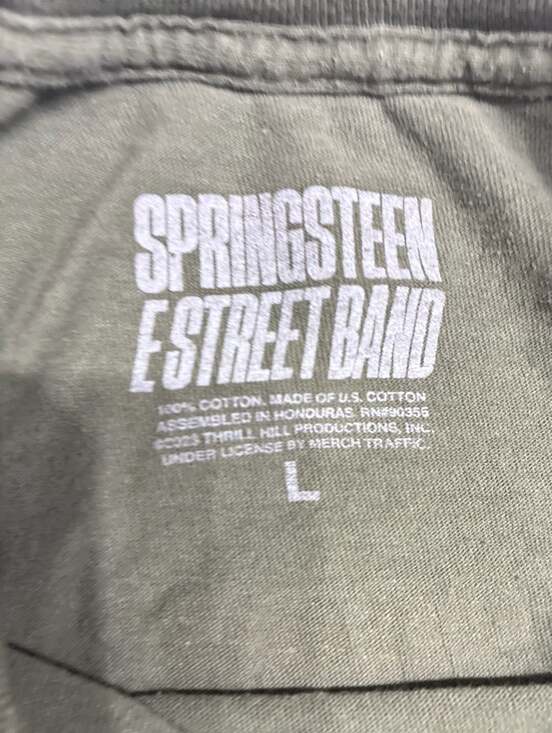 SPRINGSTEEN
E STREET BAND
100% COTTON. MADE OF U.S. COTTON
ASSEMBLED IN HONDURAS. RN#90356
©2023 THRILL HILL PRODUCTIONS, INC.
UNDER LICENSE BY MERCH TRAFFIC.
L